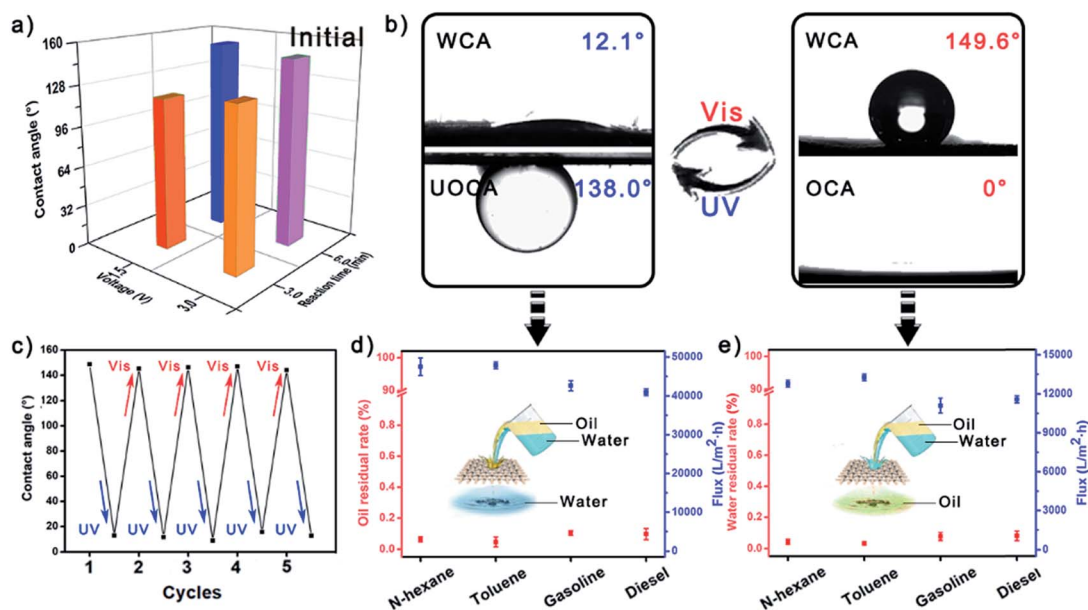 a)
Initial
160
128
96
64
32
0
Contact angle (°)
1.5
3.0
Voltage (V)
3.0
6.0
Reaction time (min)
b)
WCA 12.1°
UOCA 138.0°
Vis
UV
WCA 149.6°
OCA 0°
c)
160
140
120
100
80
60
40
20
0
Contact angle (°)
Vis Vis Vis Vis
UV UV UV UV UV
1 2 3 4 5
Cycles
d)
100
90
0.8
0.6
0.4
0.2
0.0
Oil residual rate (%)
Oil
Water
Water
50000
40000
30000
20000
10000
0
Flux (L/m²·h)
N-hexane Toluene Gasoline Diesel
e)
100
90
0.8
0.6
0.4
0.2
0.0
Water residual rate (%)
Oil
Water
Oil
15000
12000
9000
6000
3000
0
Flux (L/m²·h)
N-hexane Toluene Gasoline Diesel